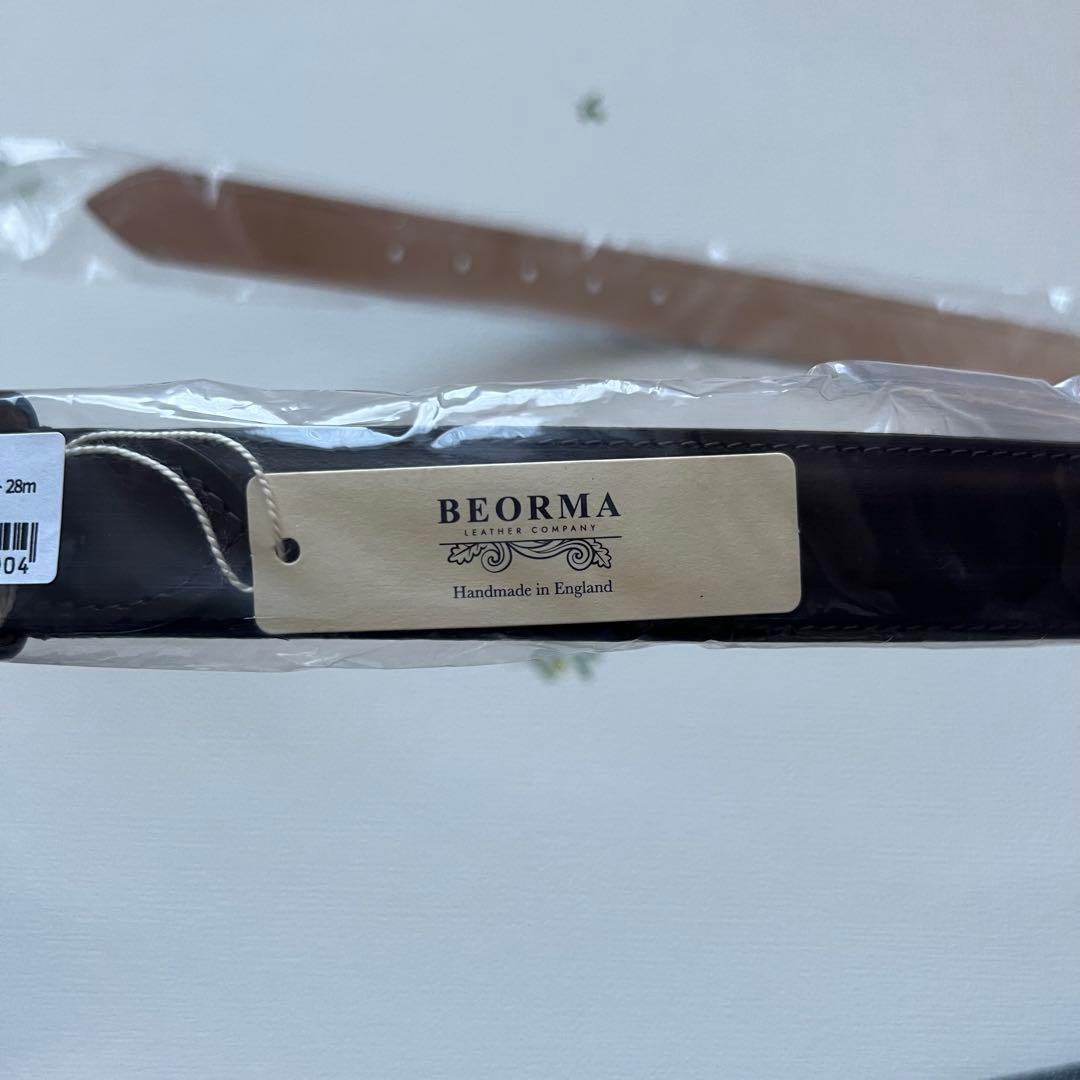 28m
04
BEORMA
LEATHER COMPANY
Handmade in England